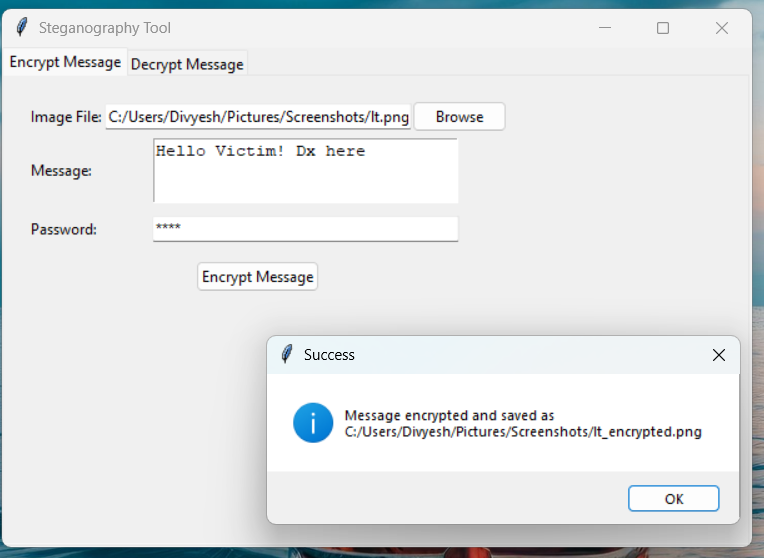 Steganography Tool
Encrypt Message
Decrypt Message
Image File: C:/Users/Divyesh/Pictures/Screenshots/lt.png Browse
Message: Hello Victim! Dx here
Password: ****
Encrypt Message
Success
Message encrypted and saved as
C:/Users/Divyesh/Pictures/Screenshots/lt_encrypted.png
OK